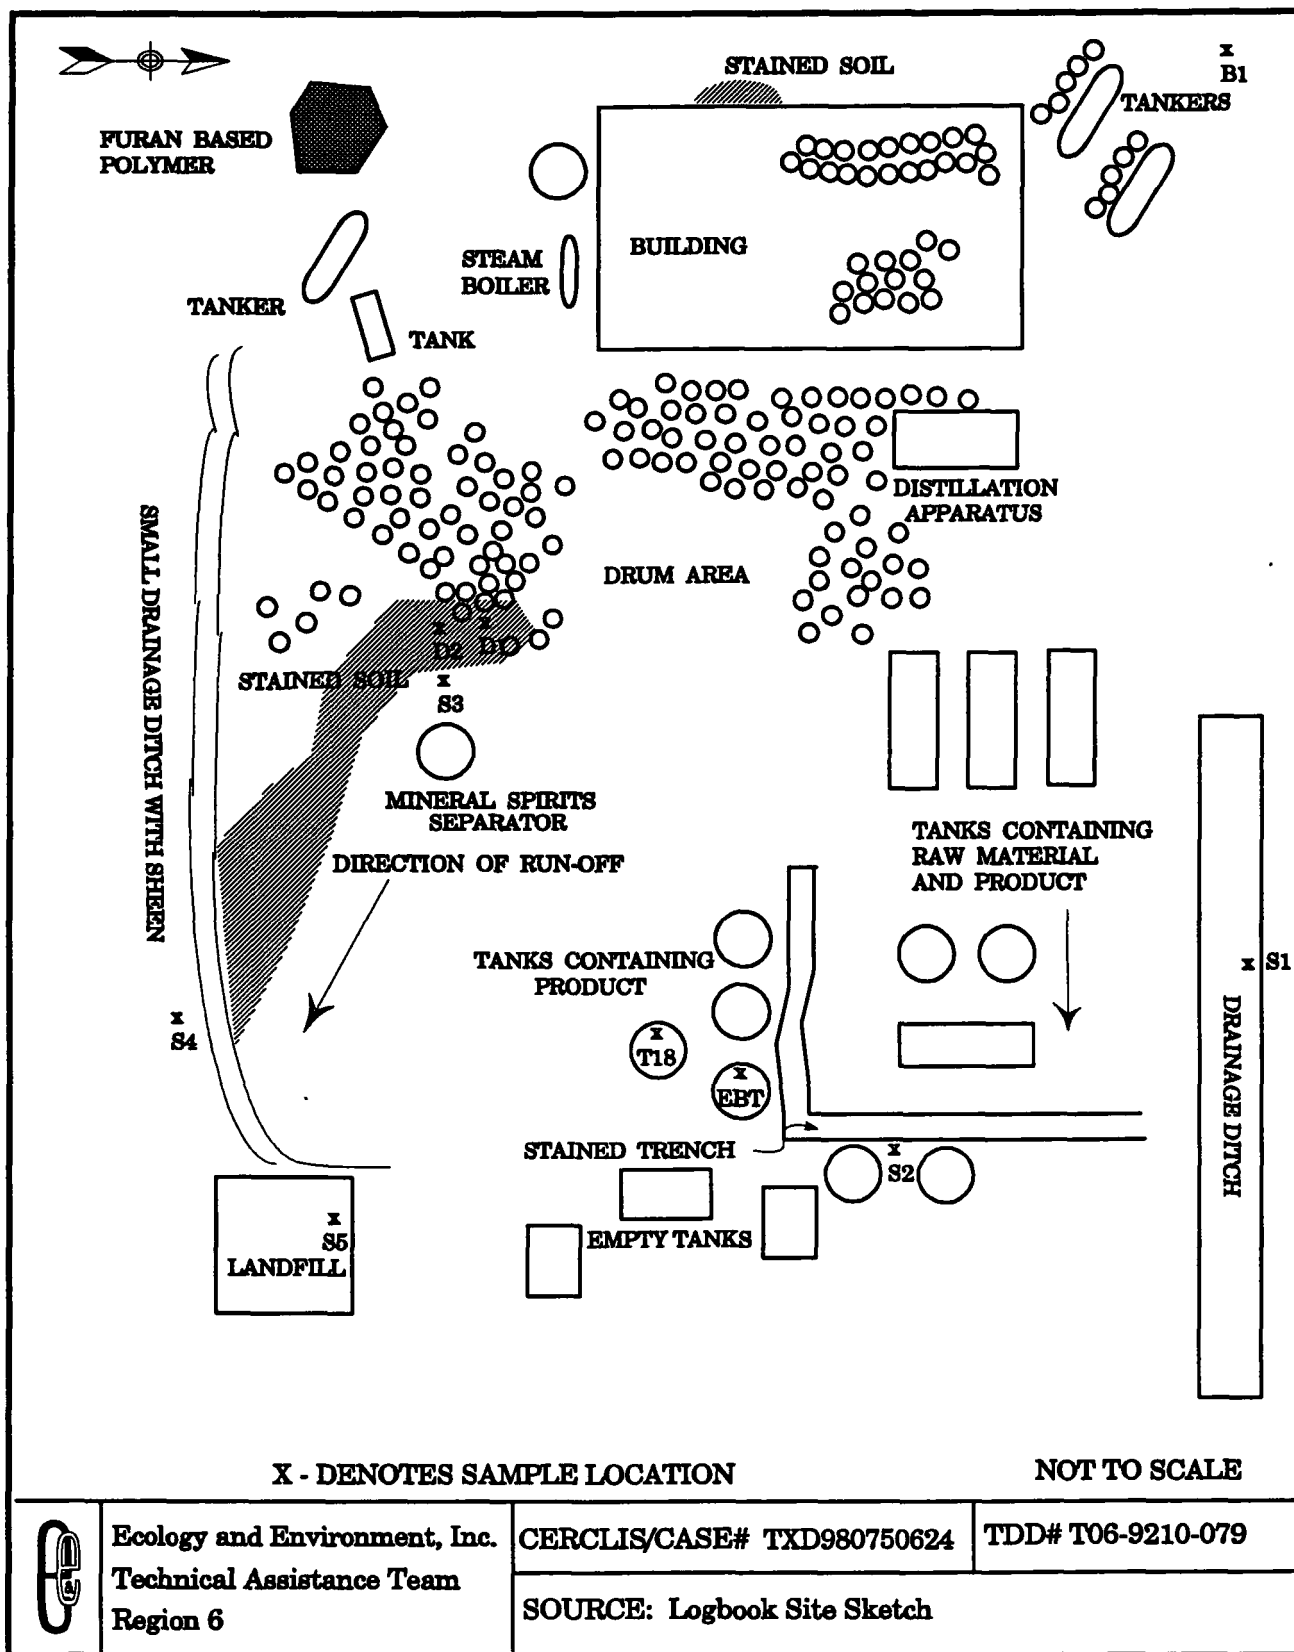 STAINED SOIL
X
B1
TANKERS
FURAN BASED
POLYMER
BUILDING
STEAM
BOILER
TANKER
TANK
DISTILLATION
APPARATUS
SMALL DRAINAGE DITCH WITH SHEEN
DRUM AREA
X X
D2 D1
STAINED SOIL
X
S3
MINERAL SPIRITS
SEPARATOR
TANKS CONTAINING
RAW MATERIAL
AND PRODUCT
DIRECTION OF RUN-OFF
TANKS CONTAINING
PRODUCT
X S1
DRAINAGE DITCH
X
S4
X
T18
X
EBT
STAINED TRENCH
X
S2
X
S5
EMPTY TANKS
LANDFILL
X - DENOTES SAMPLE LOCATION
NOT TO SCALE
Ecology and Environment, Inc.
Technical Assistance Team
Region 6
CERCLIS/CASE# TXD980750624
TDD# T06-9210-079
SOURCE: Logbook Site Sketch